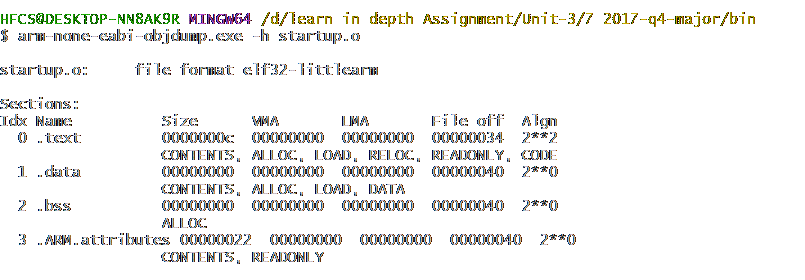 HFCS@DESKTOP-NN8AK9R MINGW64 /d/learn in depth Assignment/Unit-3/7 2017-q4-major/bin
$ arm-none-eabi-objdump.exe -h startup.o
startup.o:     file format elf32-littlearm
Sections:
Idx Name          Size      VMA       LMA       File off  Algn
  0 .text         0000000c  00000000  00000000  00000034  2**2
                  CONTENTS, ALLOC, LOAD, RELOC, READONLY, CODE
  1 .data         00000000  00000000  00000000  00000040  2**0
                  CONTENTS, ALLOC, LOAD, DATA
  2 .bss          00000000  00000000  00000000  00000040  2**0
                  ALLOC
  3 .ARM.attributes 00000022  00000000  00000000  00000040  2**0
                  CONTENTS, READONLY